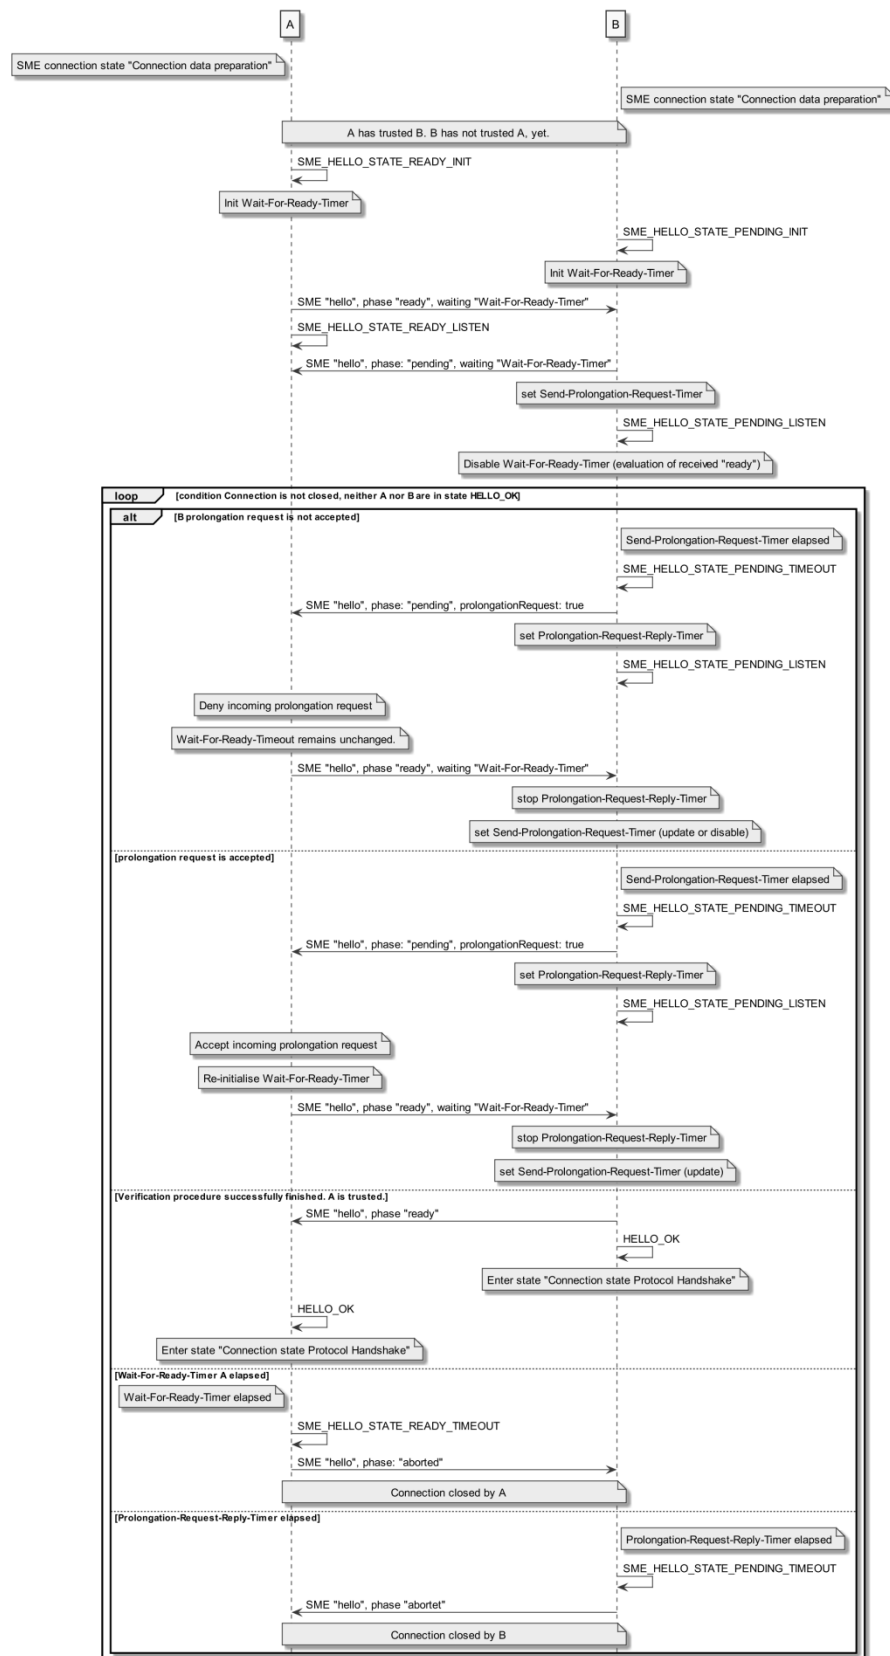 A
B
SME connection state "Connection data preparation"
SME connection state "Connection data preparation"
A has trusted B. B has not trusted A, yet.
SME_HELLO_STATE_READY_INIT
Init Wait-For-Ready-Timer
SME_HELLO_STATE_PENDING_INIT
Init Wait-For-Ready-Timer
SME "hello", phase "ready", waiting "Wait-For-Ready-Timer"
SME_HELLO_STATE_READY_LISTEN
SME "hello", phase: "pending", waiting "Wait-For-Ready-Timer"
set Send-Prolongation-Request-Timer
SME_HELLO_STATE_PENDING_LISTEN
Disable Wait-For-Ready-Timer (evaluation of received "ready")
loop [condition Connection is not closed, neither A nor B are in state HELLO_OK]
alt [B prolongation request is not accepted]
Send-Prolongation-Request-Timer elapsed
SME_HELLO_STATE_PENDING_TIMEOUT
SME "hello", phase: "pending", prolongationRequest: true
set Prolongation-Request-Reply-Timer
SME_HELLO_STATE_PENDING_LISTEN
Deny incoming prolongation request
Wait-For-Ready-Timeout remains unchanged.
SME "hello", phase "ready", waiting "Wait-For-Ready-Timer"
stop Prolongation-Request-Reply-Timer
set Send-Prolongation-Request-Timer (update or disable)
[prolongation request is accepted]
Send-Prolongation-Request-Timer elapsed
SME_HELLO_STATE_PENDING_TIMEOUT
SME "hello", phase: "pending", prolongationRequest: true
set Prolongation-Request-Reply-Timer
SME_HELLO_STATE_PENDING_LISTEN
Accept incoming prolongation request
Re-initialise Wait-For-Ready-Timer
SME "hello", phase "ready", waiting "Wait-For-Ready-Timer"
stop Prolongation-Request-Reply-Timer
set Send-Prolongation-Request-Timer (update)
[Verification procedure successfully finished. A is trusted.]
SME "hello", phase "ready"
HELLO_OK
Enter state "Connection state Protocol Handshake"
HELLO_OK
Enter state "Connection state Protocol Handshake"
[Wait-For-Ready-Timer A elapsed]
Wait-For-Ready-Timer elapsed
SME_HELLO_STATE_READY_TIMEOUT
SME "hello", phase: "aborted"
Connection closed by A
[Prolongation-Request-Reply-Timer elapsed]
Prolongation-Request-Reply-Timer elapsed
SME_HELLO_STATE_PENDING_TIMEOUT
SME "hello", phase "abortet"
Connection closed by B